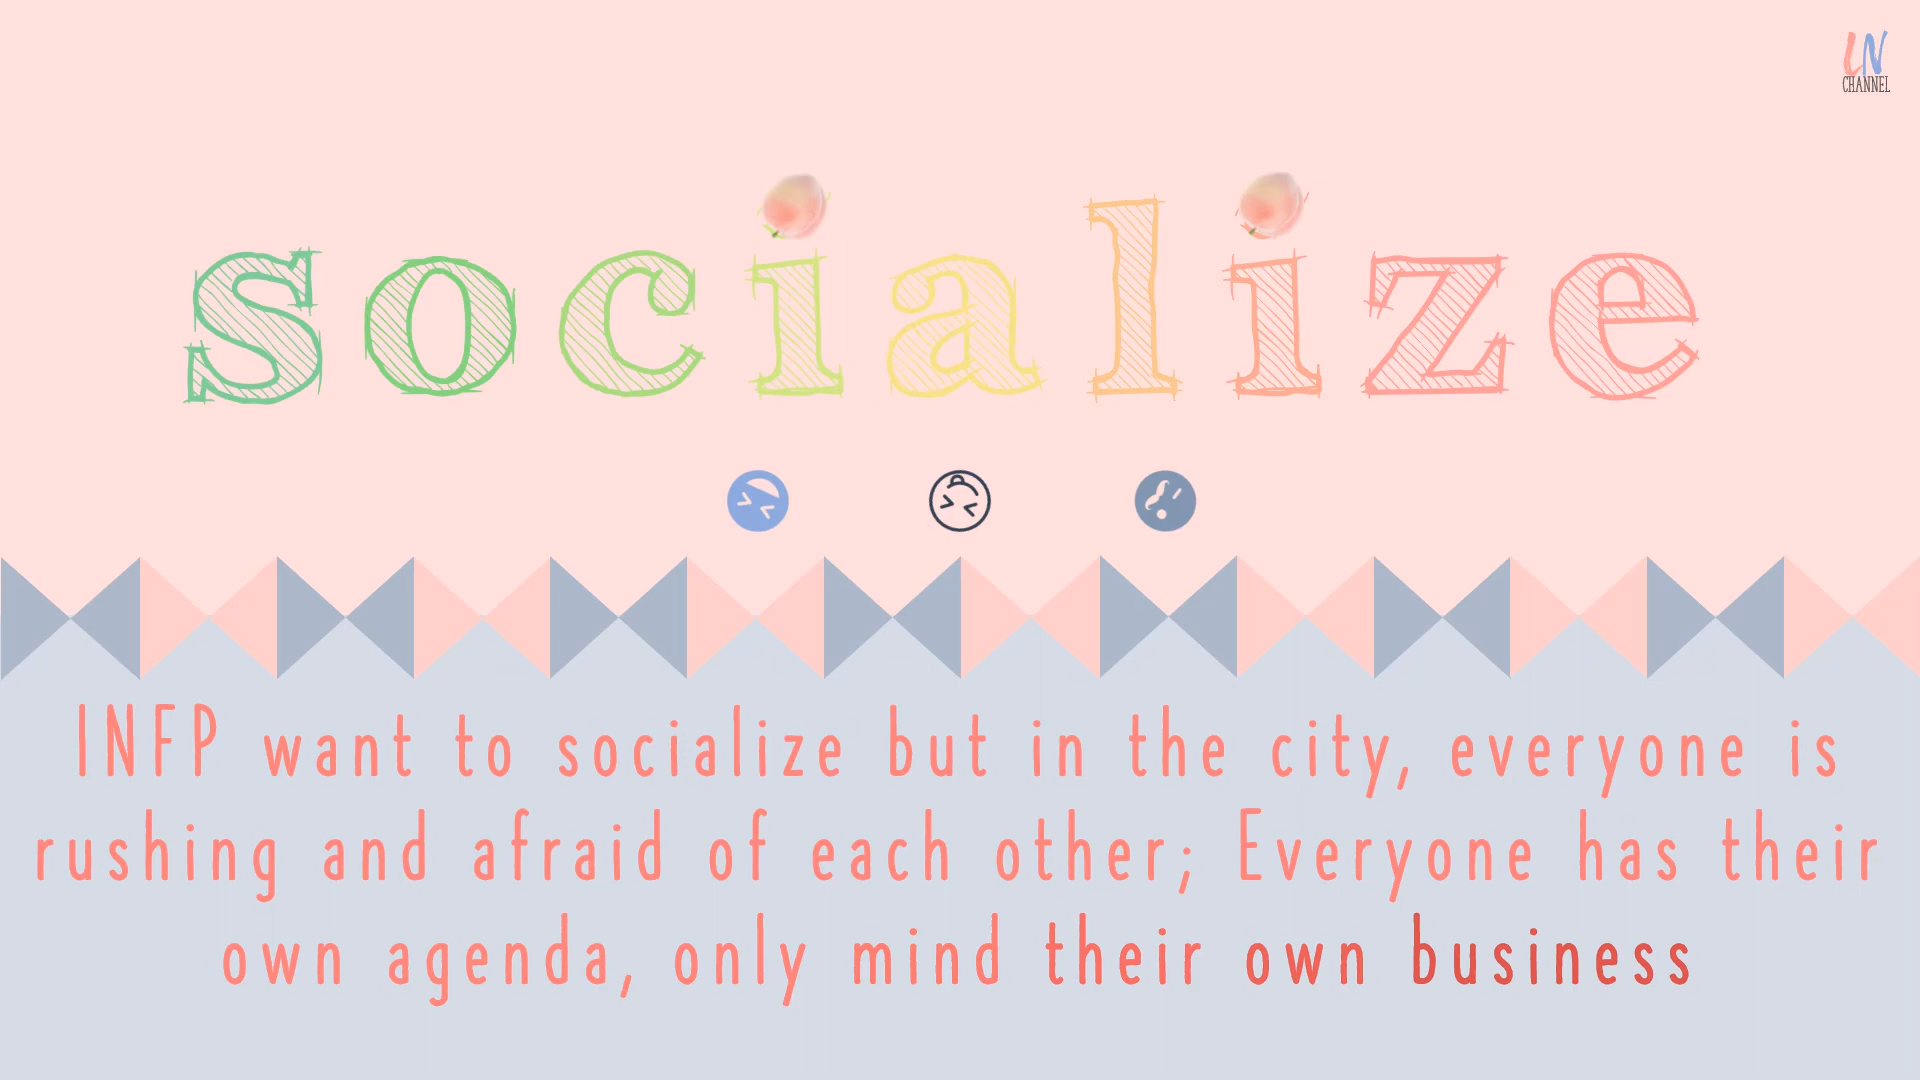 LN
CHANNEL
socialize
INFP want to socialize but in the city, everyone is
rushing and afraid of each other; Everyone has their
own agenda, only mind their own business